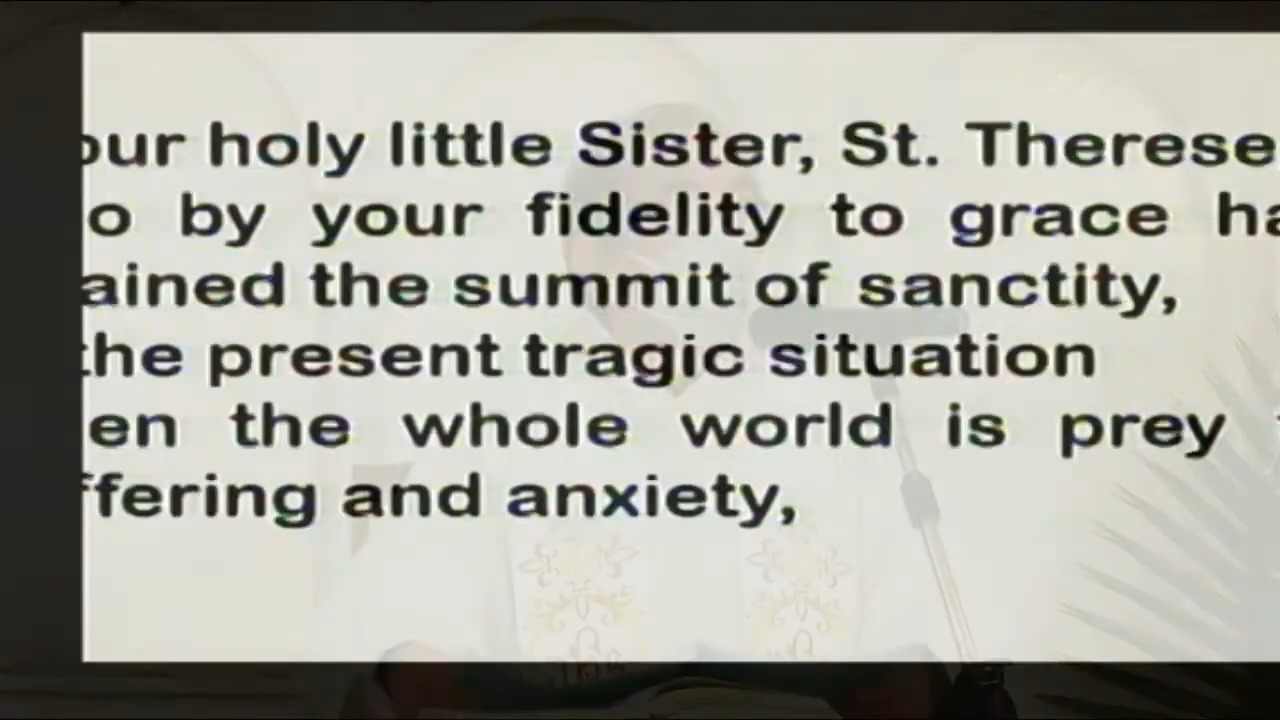 our holy little Sister, St. Therese,
o by your fidelity to grace ha
ained the summit of sanctity,
the present tragic situation
en the whole world is prey
ffering and anxiety,